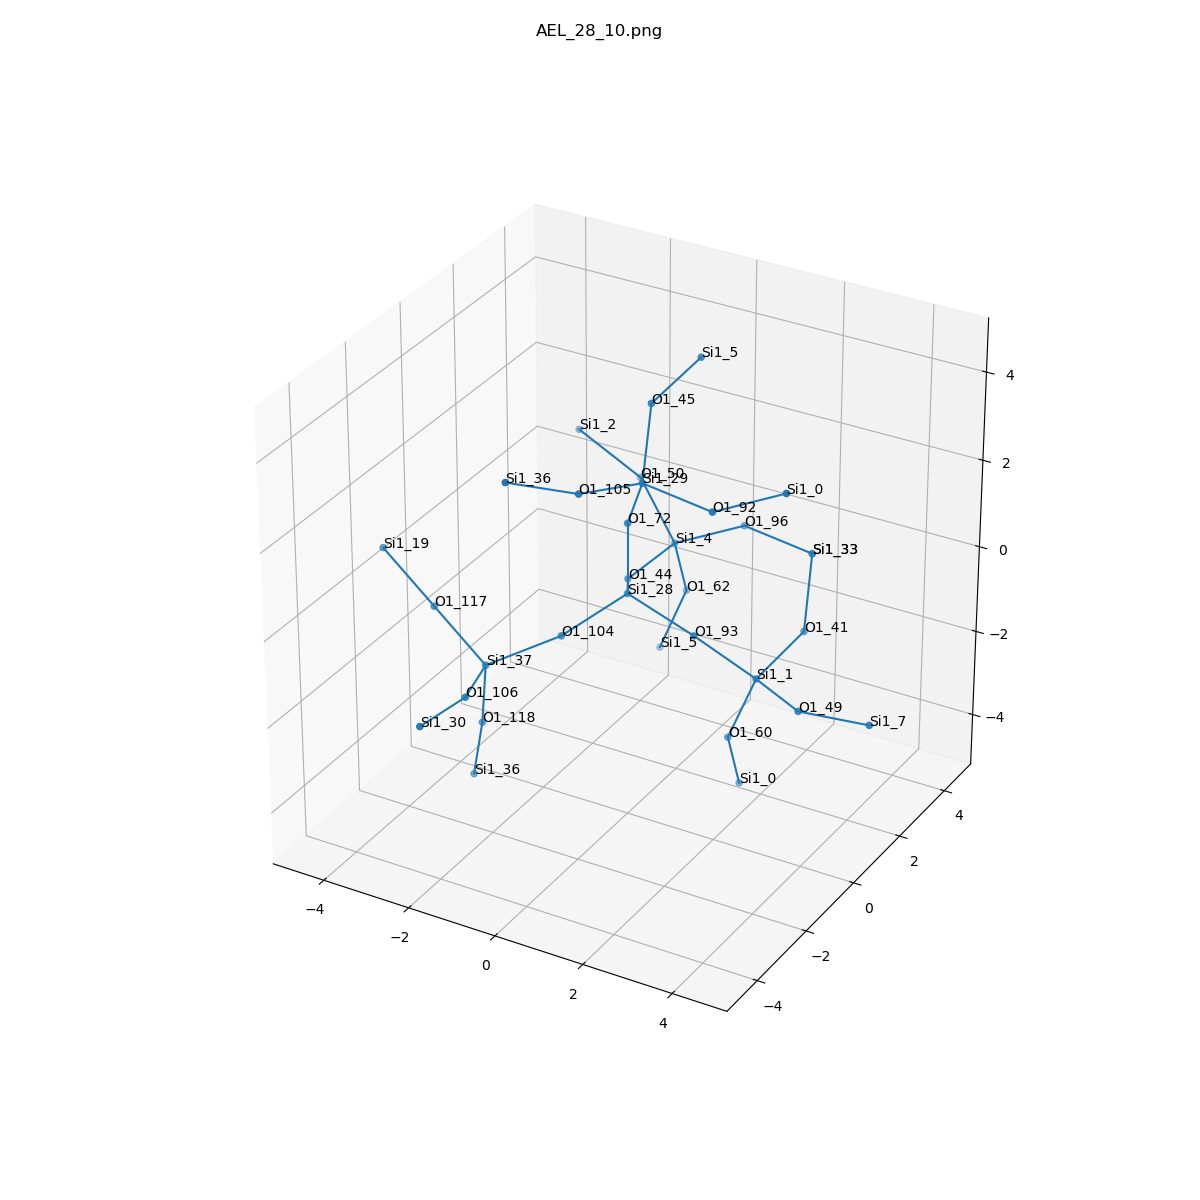 AEL_28_10.png
Si1_5
O1_45
Si1_2
O1_50
Si1_29
Si1_36
O1_105
Si1_0
O1_92
O1_72
O1_96
Si1_4
Si1_33
Si1_19
O1_44
Si1_28
O1_62
O1_117
O1_104
O1_93
O1_41
Si1_5
Si1_37
Si1_1
O1_106
O1_49
O1_118
Si1_30
Si1_7
O1_60
Si1_36
Si1_0
4
2
0
−2
−4
4
2
0
−2
−4
−4
−2
0
2
4